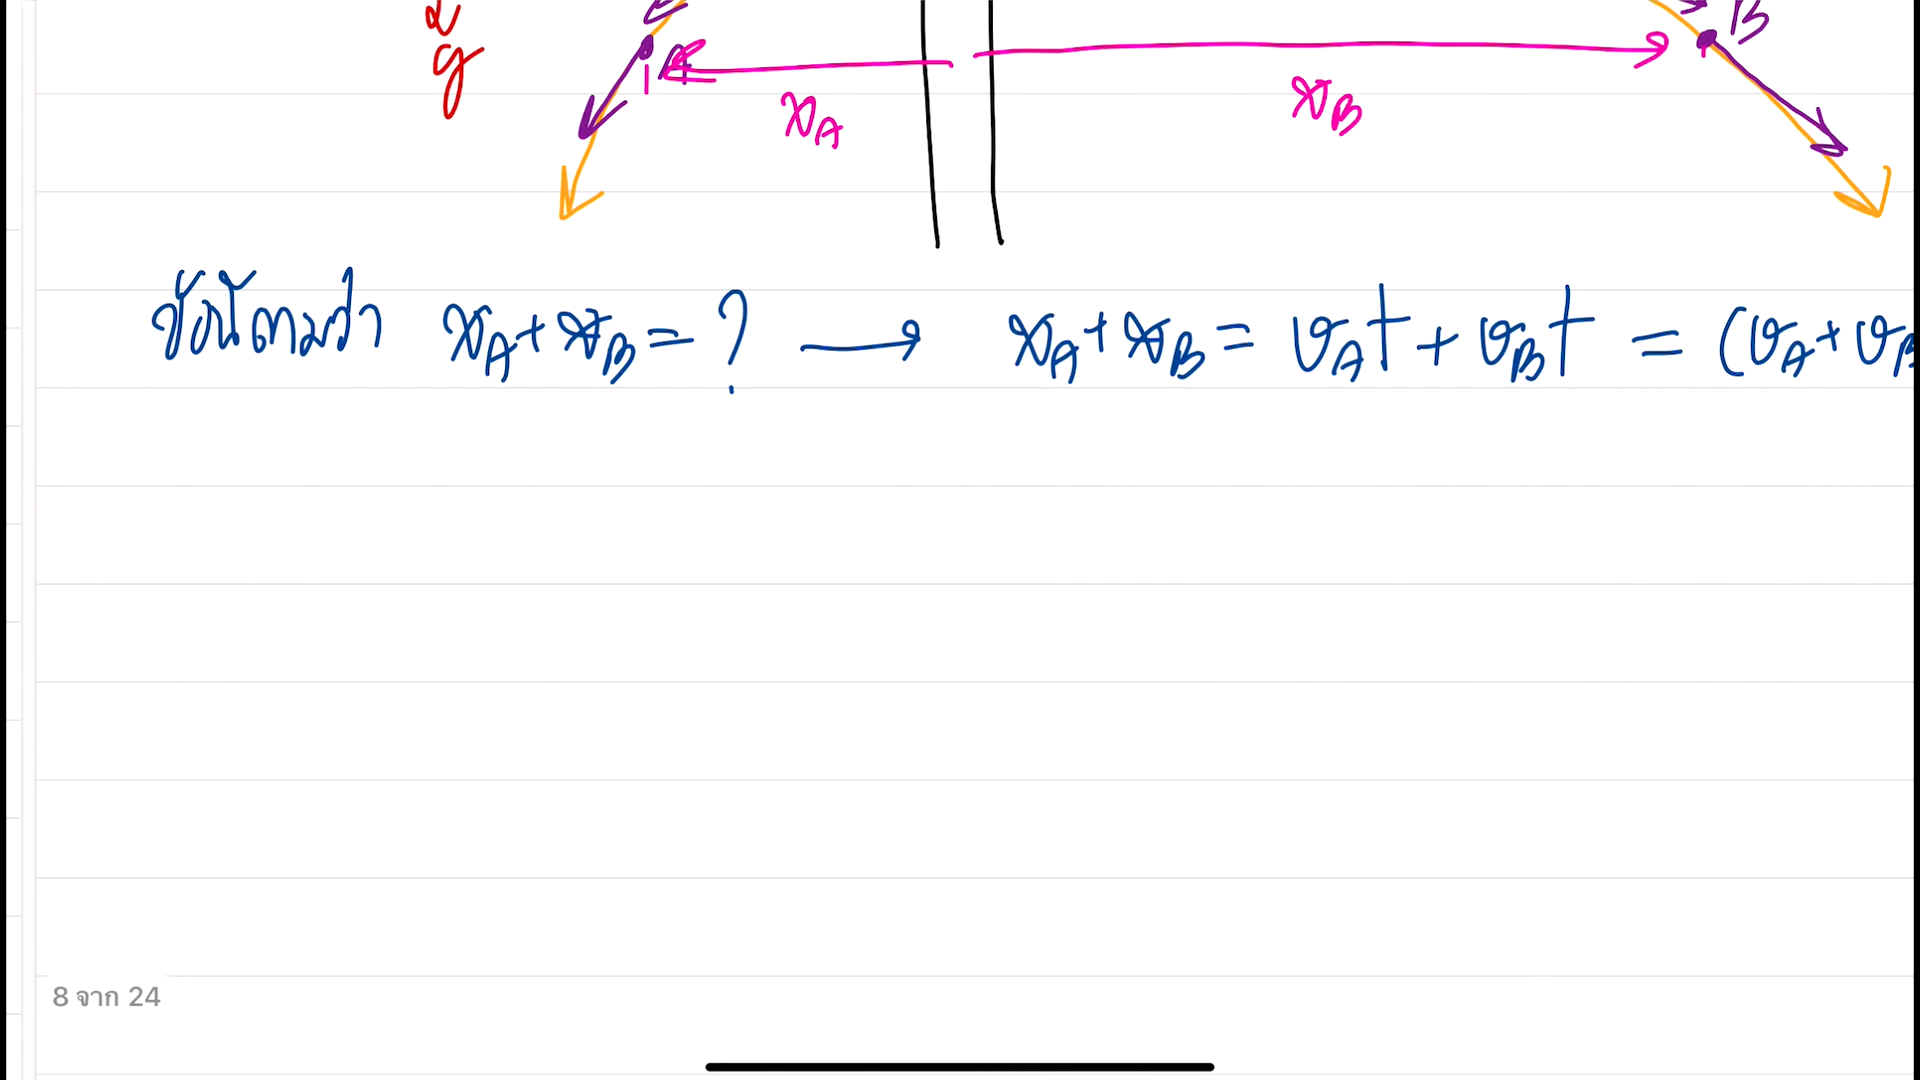 g
A
B
x_A
x_B
ข้อนี้ถามว่า x_A + x_B = ? → x_A + x_B = v_A t + v_B t = (v_A + v_B
8 จาก 24